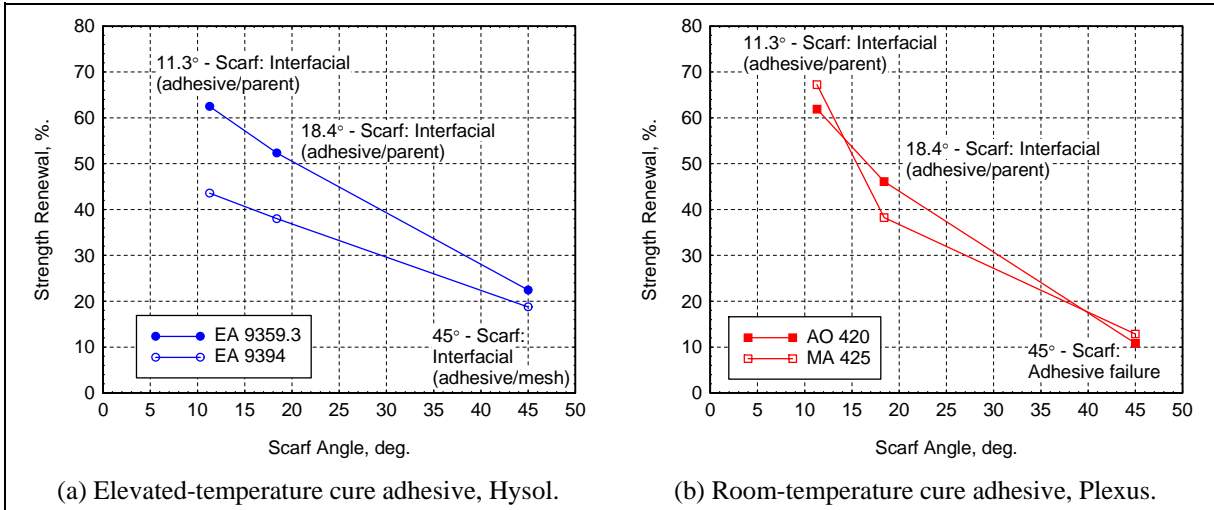 80
70
60
50
40
30
20
10
0
Strength Renewal, %.
11.3° - Scarf: Interfacial
(adhesive/parent)
18.4° - Scarf: Interfacial
(adhesive/parent)
EA 9359.3
EA 9394
45° - Scarf:
Interfacial
(adhesive/mesh)
0 5 10 15 20 25 30 35 40 45 50
Scarf Angle, deg.
(a) Elevated-temperature cure adhesive, Hysol.
80
70
60
50
40
30
20
10
0
Strength Renewal, %.
11.3° - Scarf: Interfacial
(adhesive/parent)
18.4° - Scarf: Interfacial
(adhesive/parent)
AO 420
MA 425
45° - Scarf:
Adhesive failure
0 5 10 15 20 25 30 35 40 45 50
Scarf Angle, deg.
(b) Room-temperature cure adhesive, Plexus.